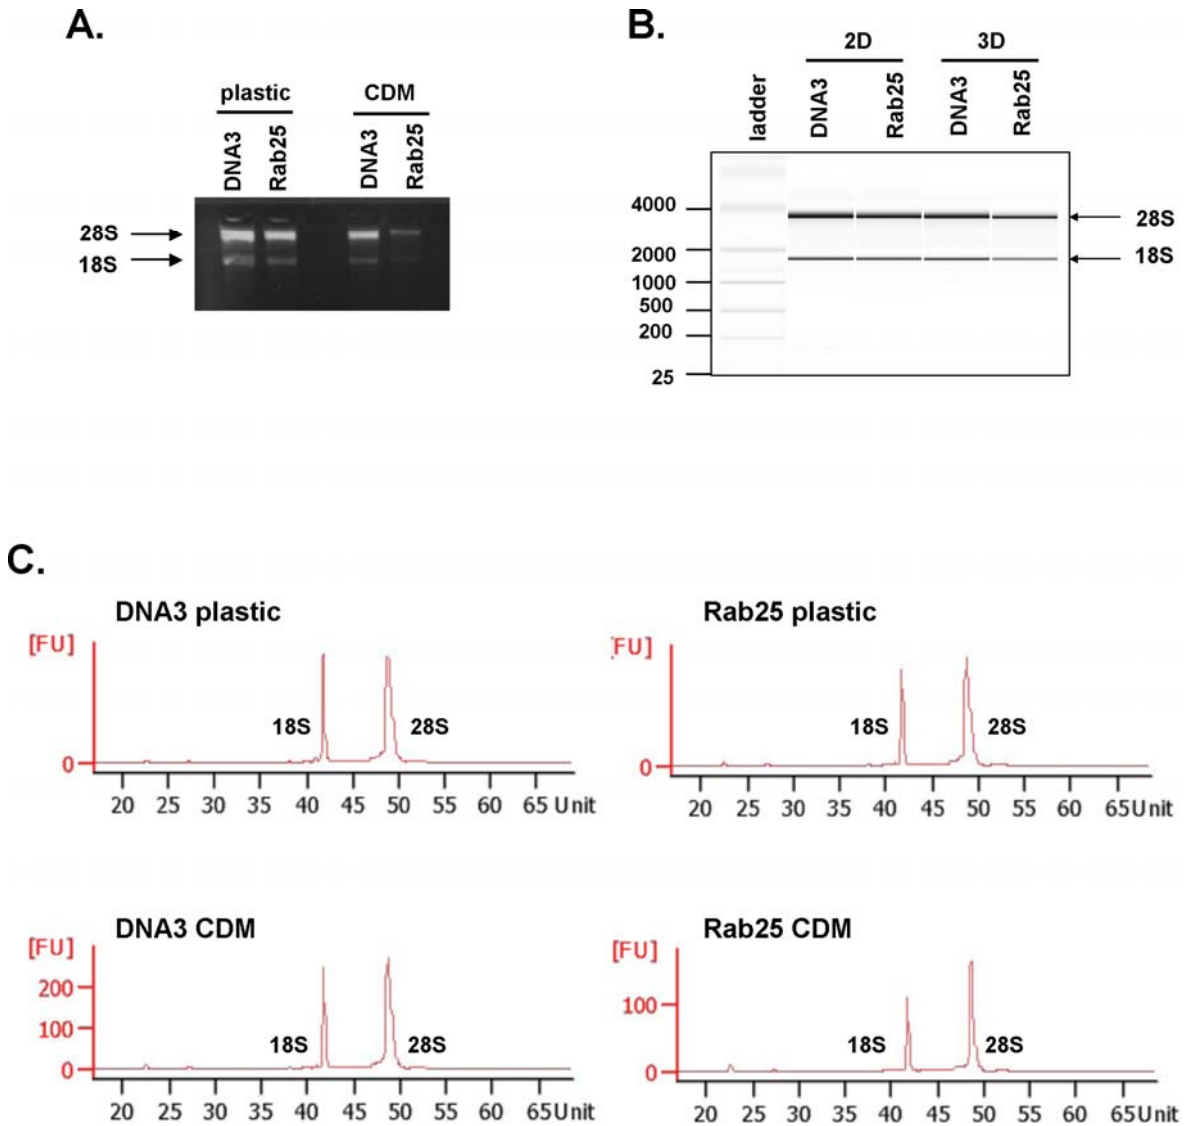 A.
plastic
CDM
DNA3
Rab25
DNA3
Rab25
28S
18S
B.
2D
3D
ladder
DNA3
Rab25
DNA3
Rab25
4000
2000
1000
500
200
25
28S
18S
C.
DNA3 plastic
[FU]
18S
28S
0
20 25 30 35 40 45 50 55 60 65 Unit
Rab25 plastic
[FU]
18S
28S
0
20 25 30 35 40 45 50 55 60 65 Unit
DNA3 CDM
[FU]
200
100
18S
28S
0
20 25 30 35 40 45 50 55 60 65 Unit
Rab25 CDM
[FU]
100
18S
28S
0
20 25 30 35 40 45 50 55 60 65 Unit